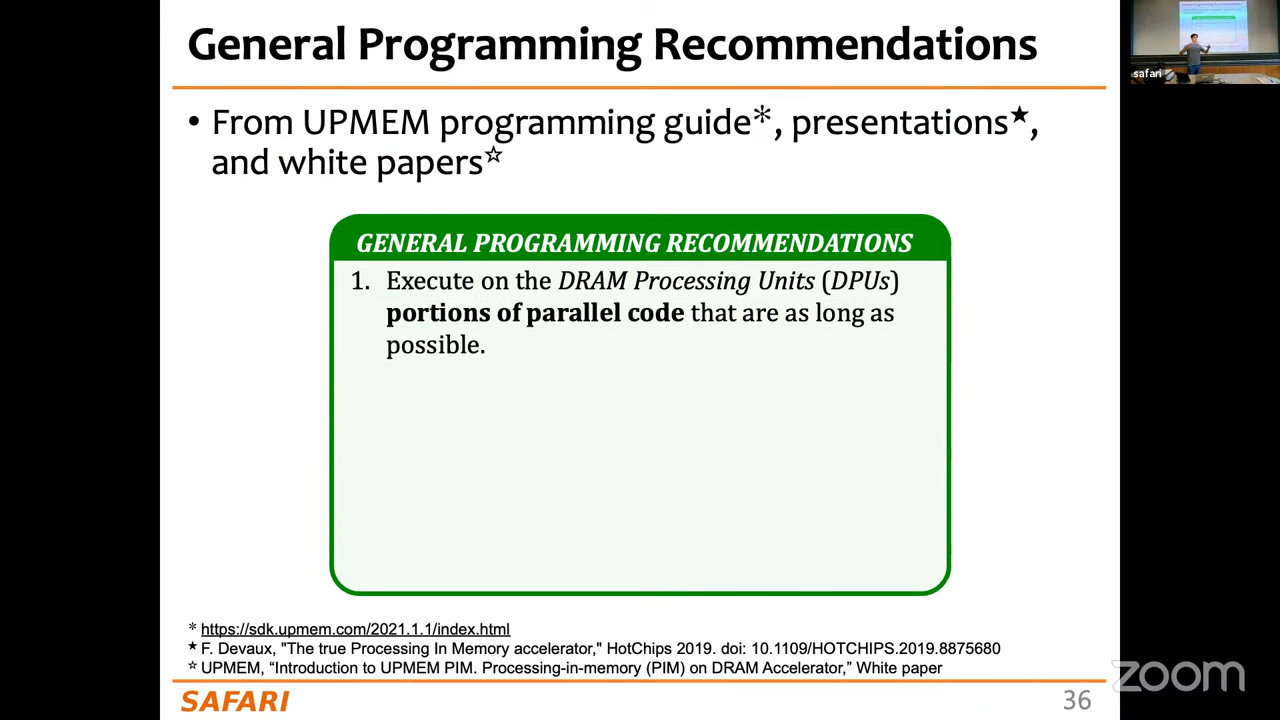 General Programming Recommendations
safari
• From UPMEM programming guide*, presentations★,
and white papers☆
GENERAL PROGRAMMING RECOMMENDATIONS
1. Execute on the DRAM Processing Units (DPUs)
portions of parallel code that are as long as
possible.
* https://sdk.upmem.com/2021.1.1/index.html
★ F. Devaux, "The true Processing In Memory accelerator," HotChips 2019. doi: 10.1109/HOTCHIPS.2019.8875680
☆ UPMEM, “Introduction to UPMEM PIM. Processing-in-memory (PIM) on DRAM Accelerator,” White paper
SAFARI
36
zoom